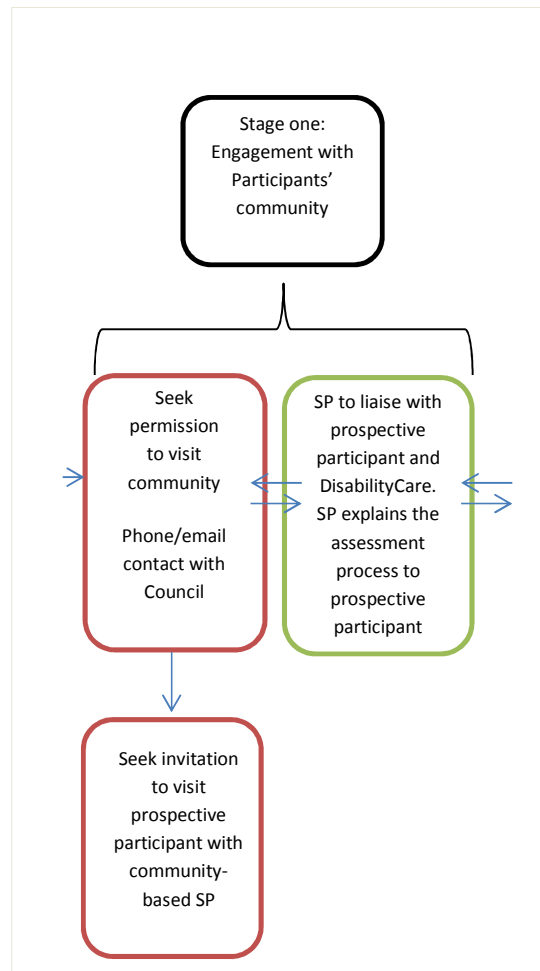 Stage one:
Engagement with
Participants’
community
Seek
permission
to visit
community
Phone/email
contact with
Council
SP to liaise with
prospective
participant and
DisabilityCare.
SP explains the
assessment
process to
prospective
participant
Seek invitation
to visit
prospective
participant with
community-
based SP